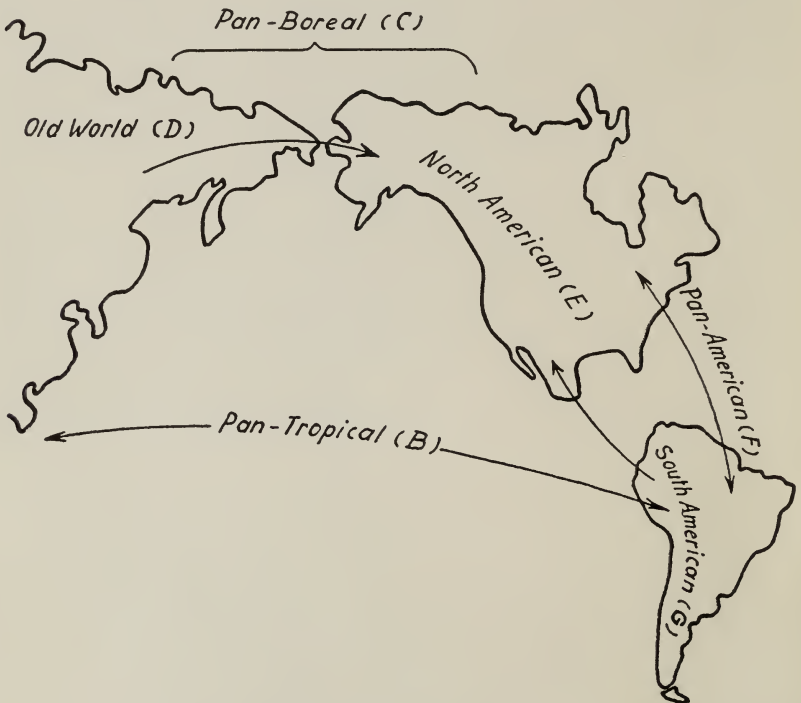 Pan-Boreal (C)
Old World (D)
North American (E)
Pan-American (F)
Pan-Tropical (B)
South American (G)